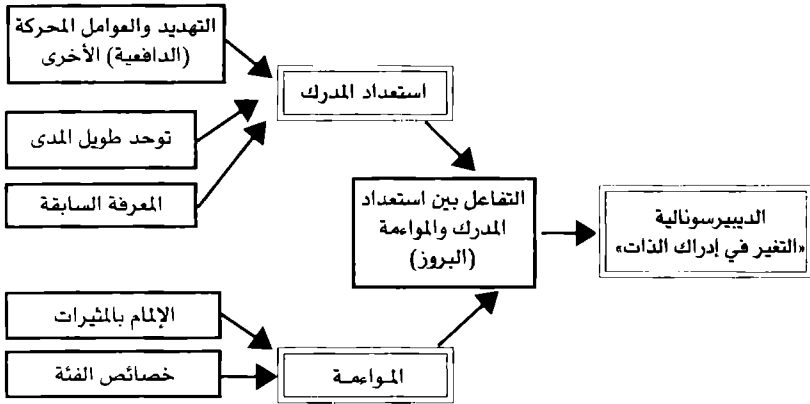 التهديد والعوامل المحركة
(الدافعية) الأخرى
استعداد المدرك
توحد طويل المدى
المعرفة السابقة
التفاعل بين استعداد
المدرك والمواءمة
(البروز)
الديبيرسونالية
«التغير في إدراك الذات»
الإلمام بالمثيرات
خصائص الفئة
المواءمة